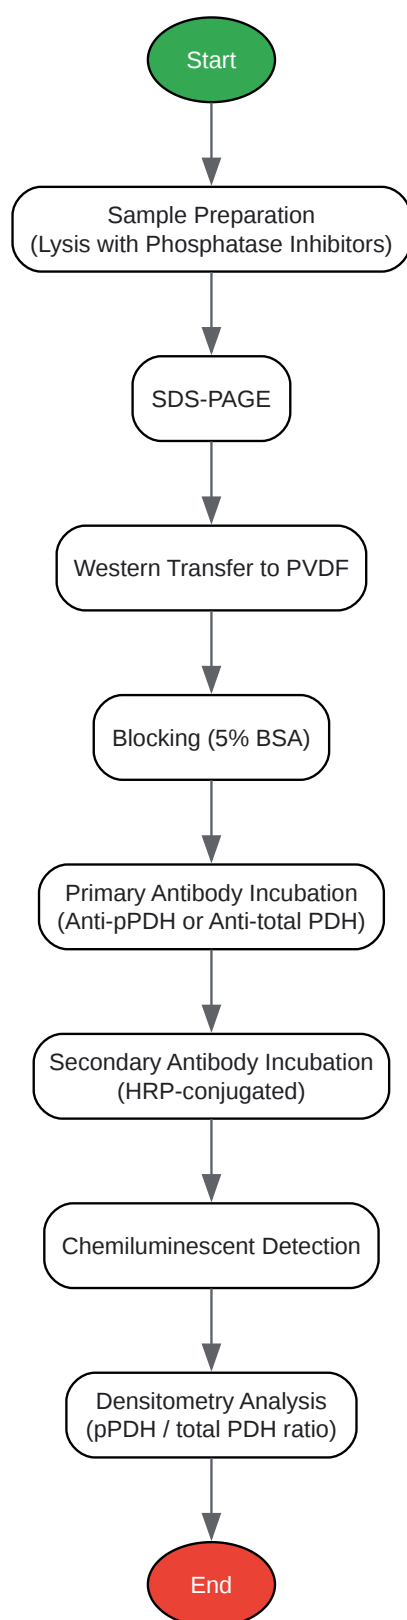 Start
Sample Preparation
(Lysis with Phosphatase Inhibitors)
SDS-PAGE
Western Transfer to PVDF
Blocking (5% BSA)
Primary Antibody Incubation
(Anti-pPDH or Anti-total PDH)
Secondary Antibody Incubation
(HRP-conjugated)
Chemiluminescent Detection
Densitometry Analysis
(pPDH / total PDH ratio)
End